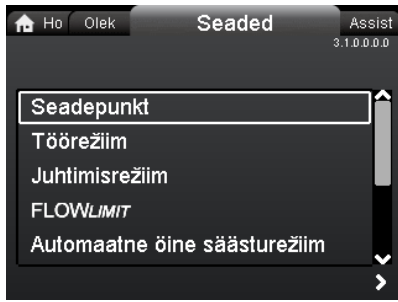 Ho Olek Seaded Assist
3.1.0.0.0.0
Seadepunkt
Töörežiim
Juhtimisrežiim
FLOWLIMIT
Automaatne öine säästurežiim